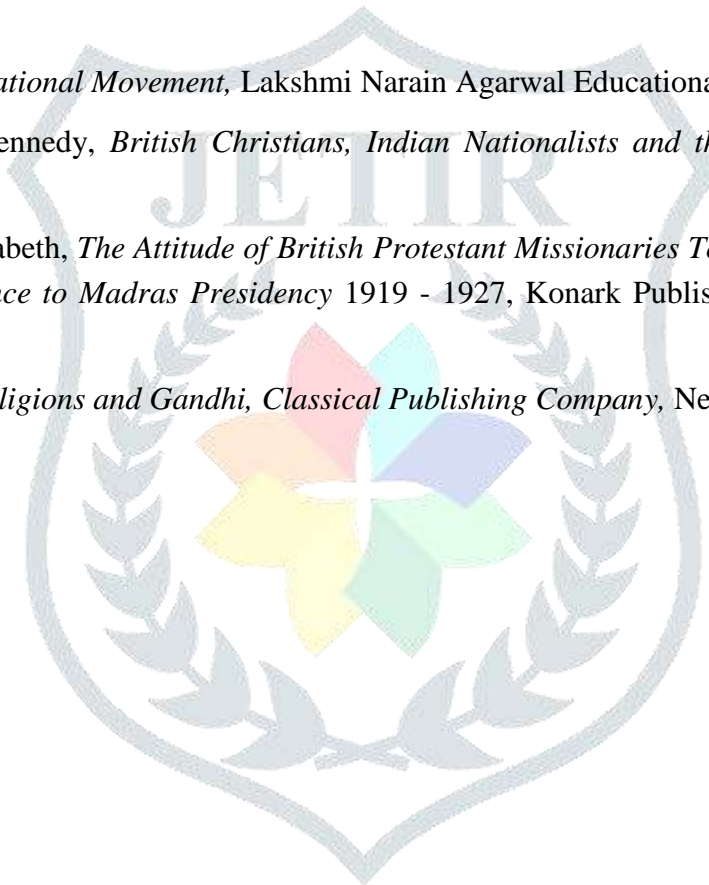 ational Movement, Lakshmi Narain Agarwal Educationa
ennedy, British Christians, Indian Nationalists and th
JETIR
abeth, The Attitude of British Protestant Missionaries To
nce to Madras Presidency 1919 - 1927, Konark Publis
ligions and Gandhi, Classical Publishing Company, Ne